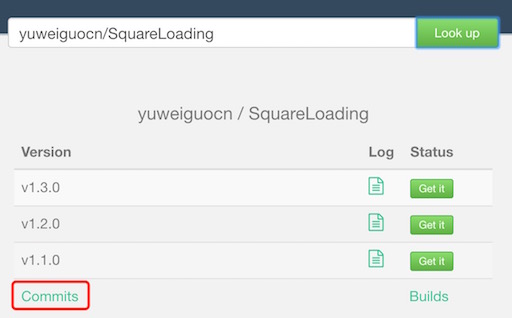 yuweiguocn/SquareLoading Look up
yuweiguocn / SquareLoading
Version Log Status
v1.3.0 Get it
v1.2.0 Get it
v1.1.0 Get it
Commits Builds